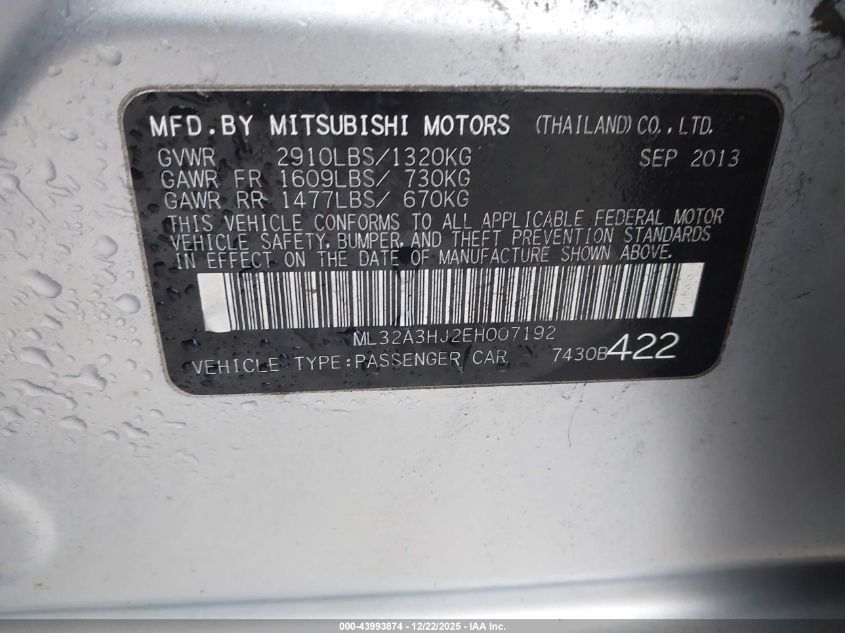 MFD.BY MITSUBISHI MOTORS (THAILAND)CO.,LTD.
GVWR 2910LBS/1320KG SEP 2013
GAWR FR 1609LBS/ 730KG
GAWR RR 1477LBS/ 670KG
THIS VEHICLE CONFORMS TO ALL APPLICABLE FEDERAL MOTOR
VEHICLE SAFETY, BUMPER, AND THEFT PREVENTION STANDARDS
IN EFFECT ON THE DATE OF MANUFACTURE SHOWN ABOVE.
ML32A3HJ2EH007192
VEHICLE TYPE:PASSENGER CAR 7430B422
000-43993874 - 12/22/2025 - IAA Inc.